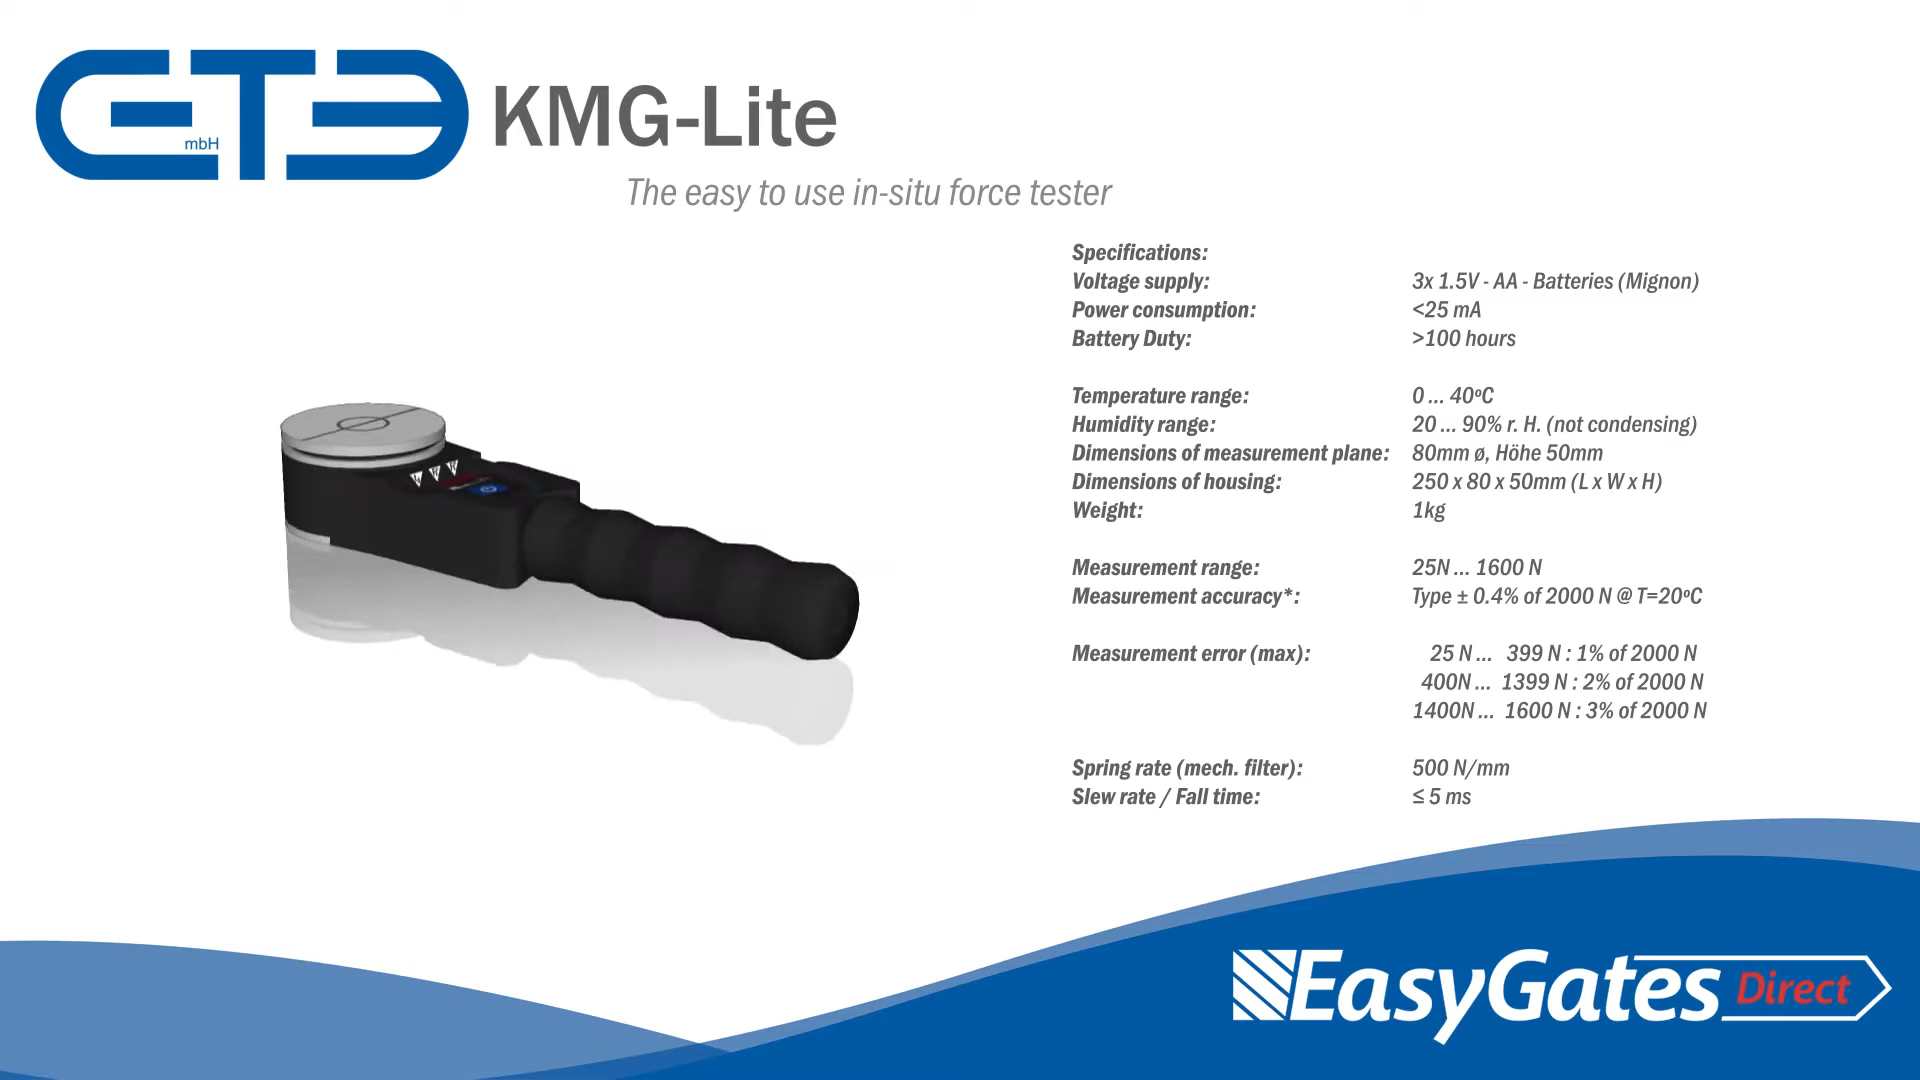 GTE
mbH
KMG-Lite
The easy to use in-situ force tester
Specifications:
Voltage supply: 3x 1.5V - AA - Batteries (Mignon)
Power consumption: <25 mA
Battery Duty: >100 hours
Temperature range: 0 ... 40ºC
Humidity range: 20 ... 90% r. H. (not condensing)
Dimensions of measurement plane: 80mm ø, Höhe 50mm
Dimensions of housing: 250 x 80 x 50mm (L x W x H)
Weight: 1kg
Measurement range: 25N ... 1600 N
Measurement accuracy*: Type ± 0.4% of 2000 N @ T=20ºC
Measurement error (max): 25 N ... 399 N : 1% of 2000 N
400N ... 1399 N : 2% of 2000 N
1400N ... 1600 N : 3% of 2000 N
Spring rate (mech. filter): 500 N/mm
Slew rate / Fall time: ≤ 5 ms
EasyGates Direct